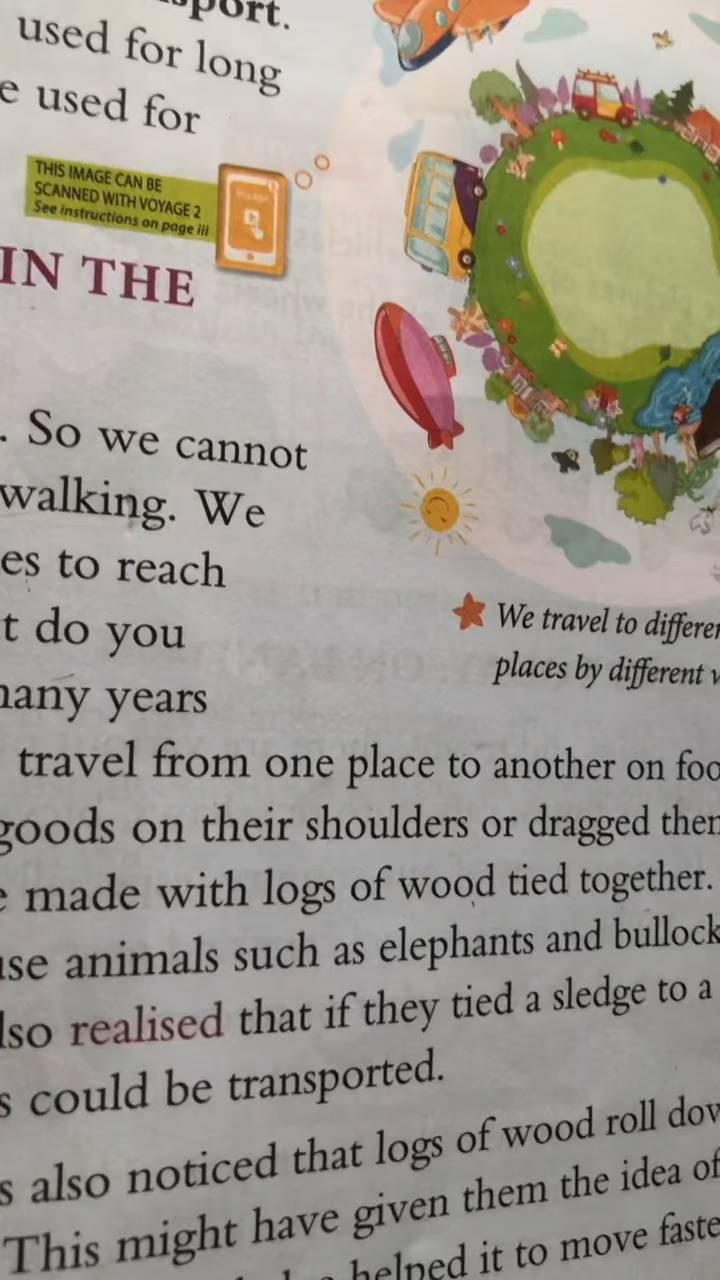 port.
used for long
e used for
THIS IMAGE CAN BE
SCANNED WITH VOYAGE 2
See instructions on page iii
IN THE
. So we cannot
walking. We
es to reach
t do you
any years
We travel to differen
places by different v
travel from one place to another on foo
goods on their shoulders or dragged them
e made with logs of wood tied together.
use animals such as elephants and bullock
lso realised that if they tied a sledge to a
s could be transported.
s also noticed that logs of wood roll dow
This might have given them the idea of
helped it to move faste